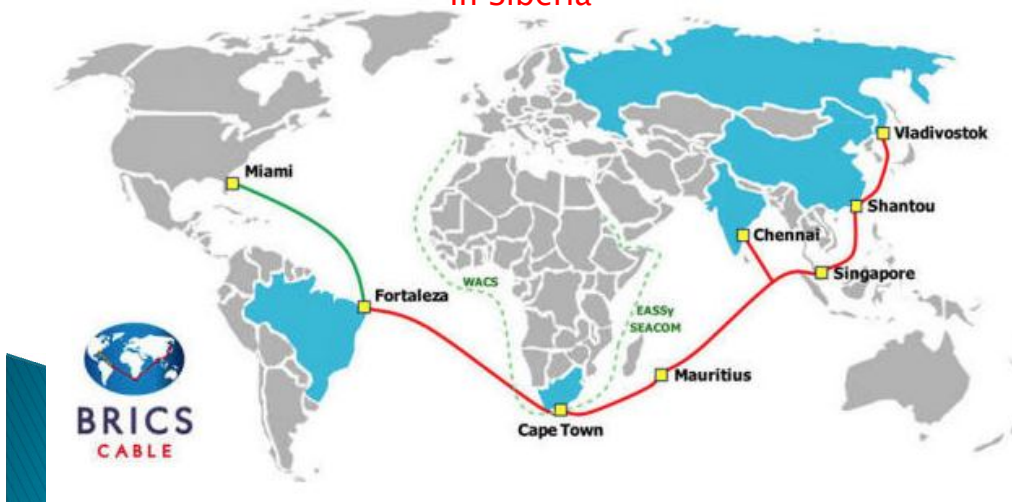 in Siberia
Vladivostok
Miami
Shantou
Chennai
Singapore
WACS
Fortaleza
EASSy
SEACOM
Mauritius
Cape Town
BRICS
CABLE